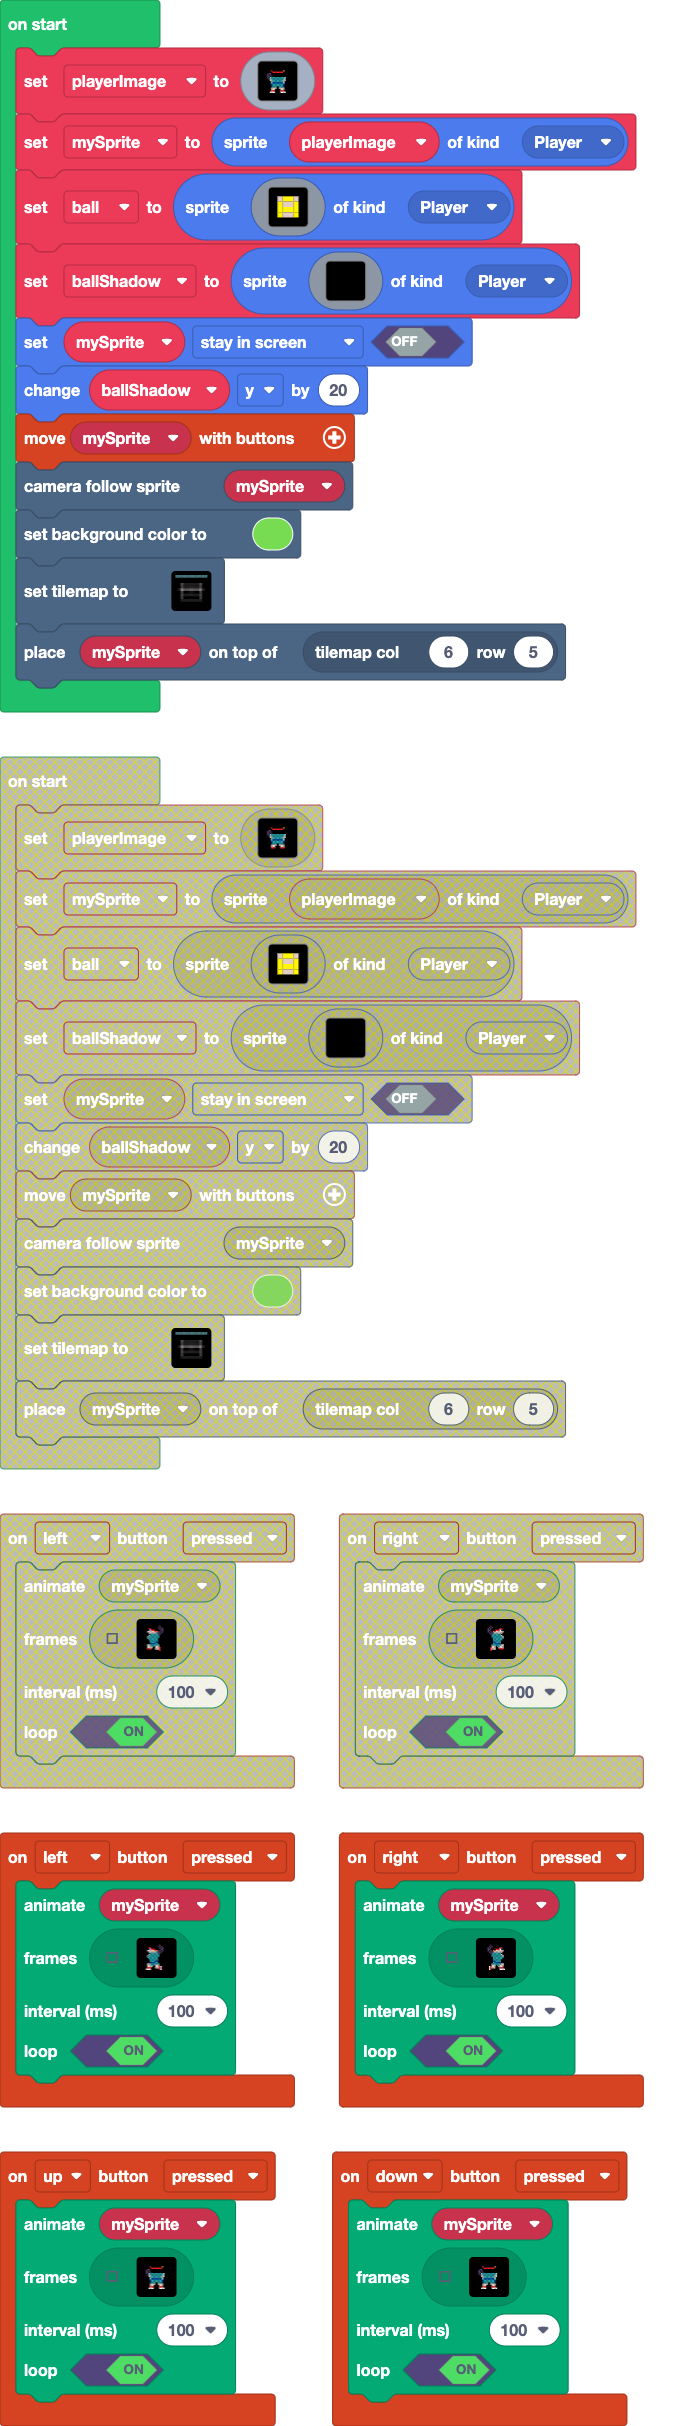 on start
set playerImage to
set mySprite to sprite playerImage of kind Player
set ball to sprite of kind Player
set ballShadow to sprite of kind Player
set mySprite stay in screen OFF
change ballShadow y by 20
move mySprite with buttons
camera follow sprite mySprite
set background color to
set tilemap to
place mySprite on top of tilemap col 6 row 5
on start
set playerImage to
set mySprite to sprite playerImage of kind Player
set ball to sprite of kind Player
set ballShadow to sprite of kind Player
set mySprite stay in screen OFF
change ballShadow y by 20
move mySprite with buttons
camera follow sprite mySprite
set background color to
set tilemap to
place mySprite on top of tilemap col 6 row 5
on left button pressed
animate mySprite
frames
interval (ms) 100
loop ON
on right button pressed
animate mySprite
frames
interval (ms) 100
loop ON
on left button pressed
animate mySprite
frames
interval (ms) 100
loop ON
on right button pressed
animate mySprite
frames
interval (ms) 100
loop ON
on up button pressed
animate mySprite
frames
interval (ms) 100
loop ON
on down button pressed
animate mySprite
frames
interval (ms) 100
loop ON